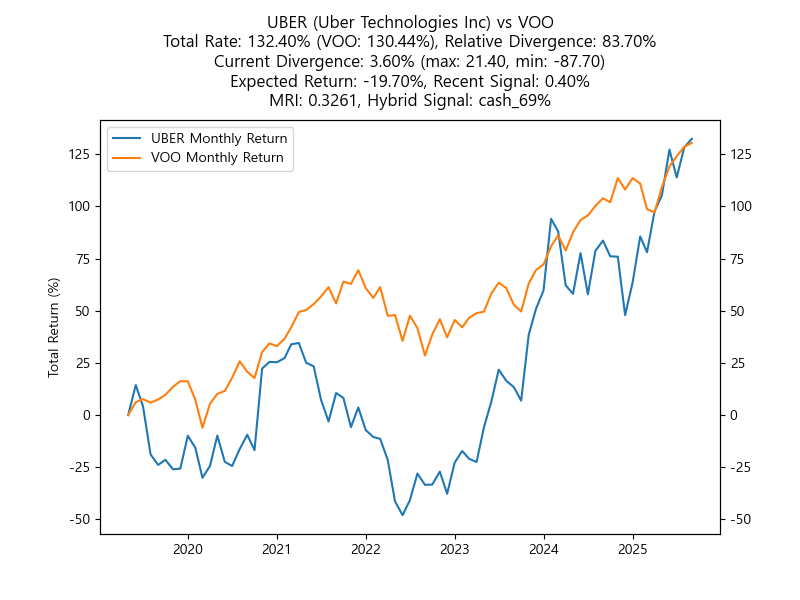 UBER (Uber Technologies Inc) vs VOO
Total Rate: 132.40% (VOO: 130.44%), Relative Divergence: 83.70%
Current Divergence: 3.60% (max: 21.40, min: -87.70)
Expected Return: -19.70%, Recent Signal: 0.40%
MRI: 0.3261, Hybrid Signal: cash_69%
UBER Monthly Return
VOO Monthly Return
Total Return (%)
125
100
75
50
25
0
-25
-50
125
100
75
50
25
0
-25
-50
2020
2021
2022
2023
2024
2025